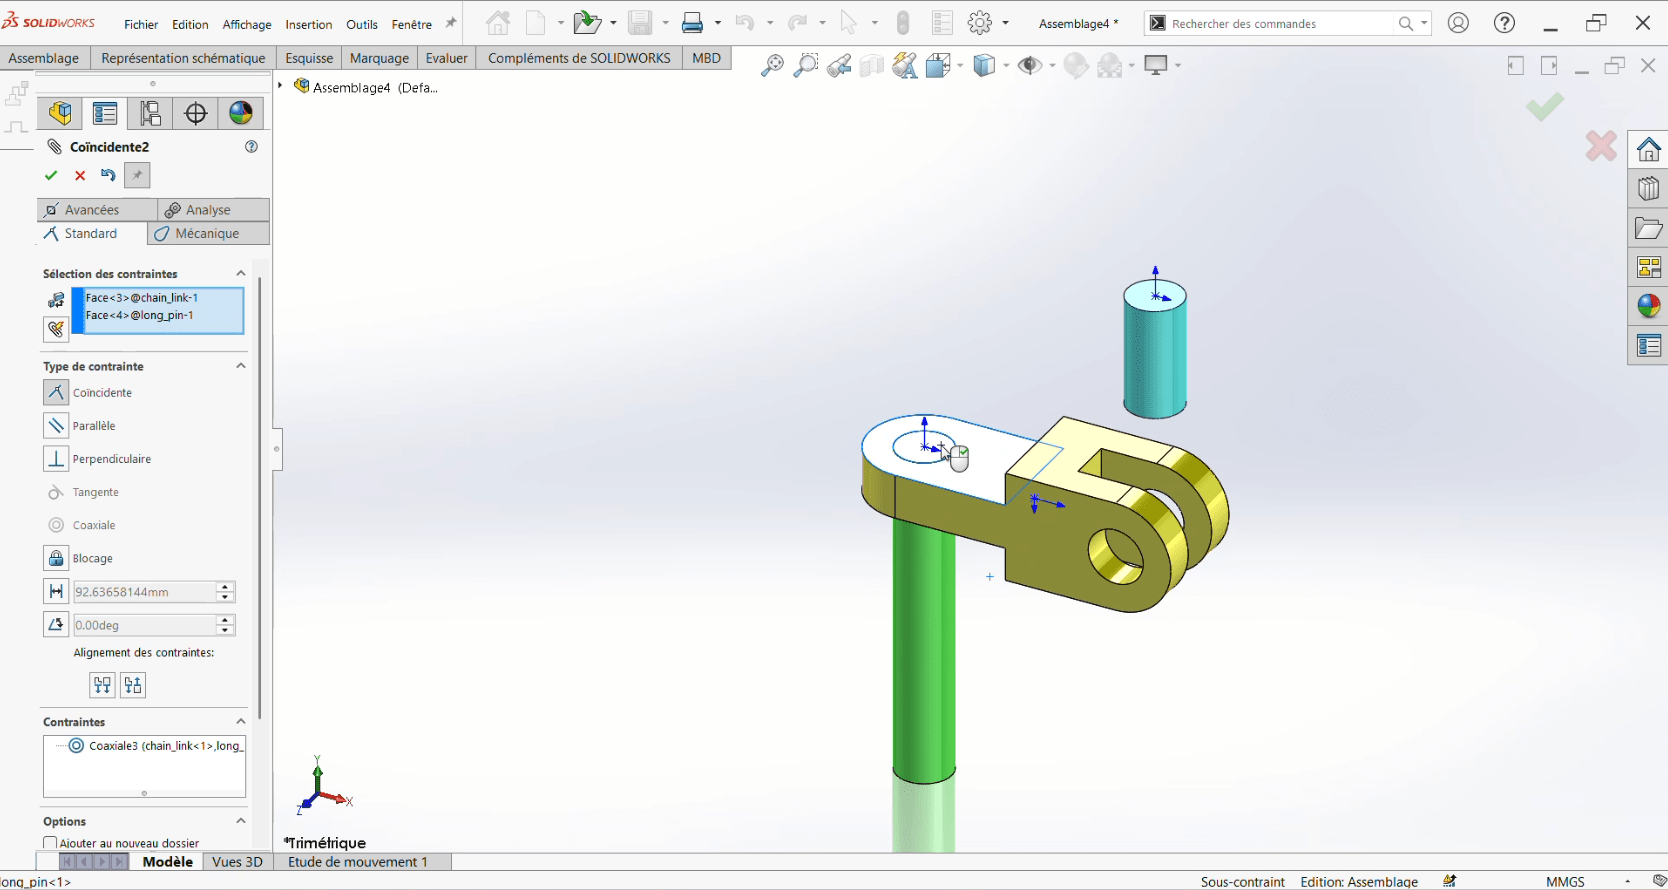 SOLIDWORKS
Fichier Edition Affichage Insertion Outils Fenêtre
Assemblage4 *
Rechercher des commandes
Assemblage Représentation schématique Esquisse Marquage Evaluer Compléments de SOLIDWORKS MBD
Assemblage4 (Defa...
Coïncidente2
Avancées Analyse
Standard Mécanique
Sélection des contraintes
Face<3>@chain_link-1
Face<4>@long_pin-1
Type de contrainte
Coïncidente
Parallèle
Perpendiculaire
Tangente
Coaxiale
Blocage
92.63658144mm
0.00deg
Alignement des contraintes:
Contraintes
Coaxiale3 (chain_link<1>,long_
Options
Ajouter au nouveau dossier
Y
X
Z
*Trimétrique
Modèle Vues 3D Etude de mouvement 1
long_pin<1>
Sous-contraint Edition: Assemblage MMGS